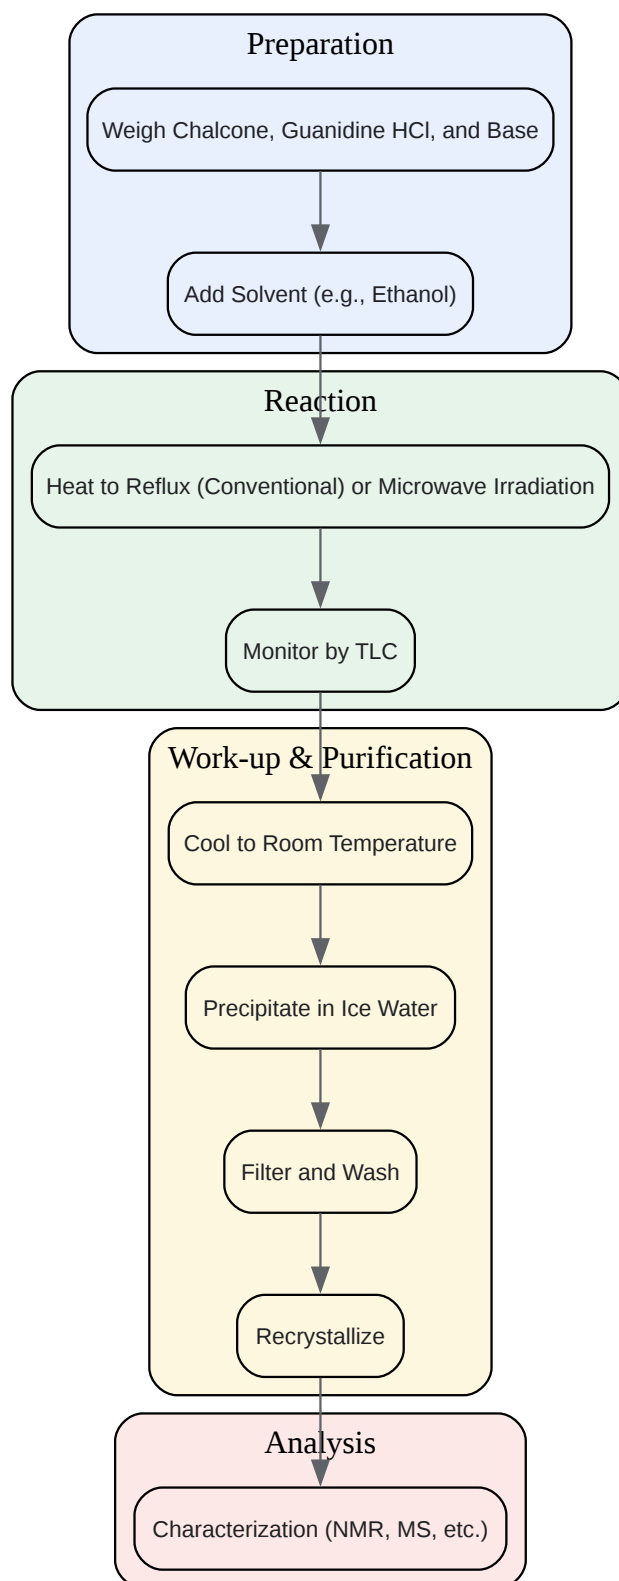 Preparation
Weigh Chalcone, Guanidine HCl, and Base
Add Solvent (e.g., Ethanol)
Reaction
Heat to Reflux (Conventional) or Microwave Irradiation
Monitor by TLC
Work-up & Purification
Cool to Room Temperature
Precipitate in Ice Water
Filter and Wash
Recrystallize
Analysis
Characterization (NMR, MS, etc.)